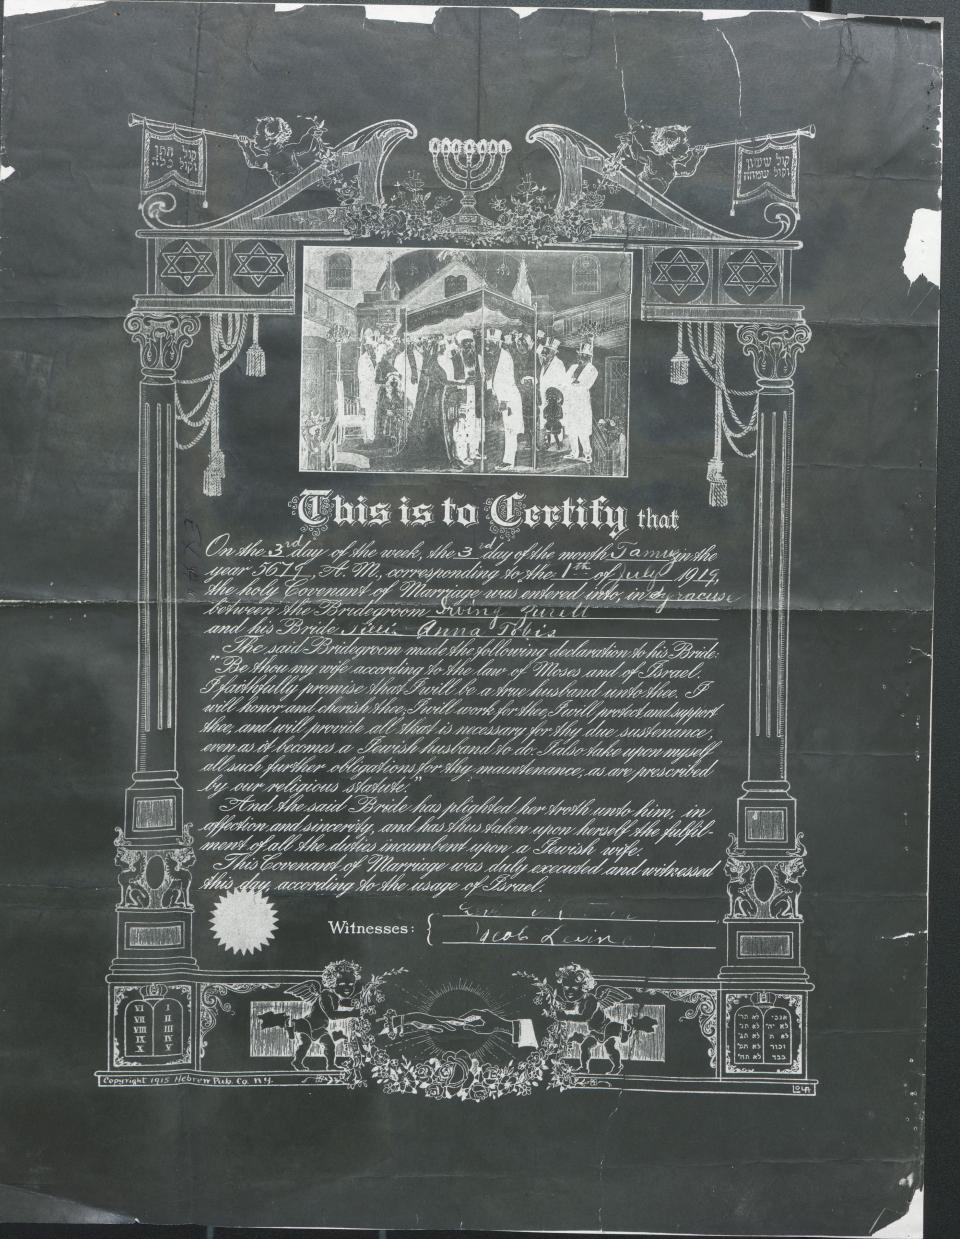 קול חתן
וקול כלה
קול ששון
וקול שמחה
This is to Certify that
On the 3rd day of the week, the 3rd day of the month Tamuz in the
year 5679, A. M., corresponding to the 1th of July 1919,
the holy Covenant of Marriage was entered into, in Syracuse
between the Bridegroom Irving
and his Bride Anna Tobis
The said Bridegroom made the following declaration to his Bride:
"Be thou my wife according to the law of Moses and of Israel.
I faithfully promise that I will be a true husband unto thee. I
will honor and cherish thee; I will work for thee; I will protect and support
thee, and will provide all that is necessary for thy due sustenance,
even as it becomes a Jewish husband to do. I also take upon myself
all such further obligations for thy maintenance, as are prescribed
by our religious statute."
And the said Bride has plighted her troth unto him, in
affection and sincerity, and has thus taken upon herself the fulfil-
ment of all the duties incumbent upon a Jewish wife.
This Covenant of Marriage was duly executed and witnessed
this day, according to the usage of Israel.
Witnesses:
Jacob Levine
VI I
VII II
VIII III
IX IV
X V
אנכי לא תר
לא יה' לא תנ'
לא ת לא תג'
זכור לא תע'
כבד לא תח'
Copyright 1915 Hebrew Pub. Co. N.Y.
LOLA